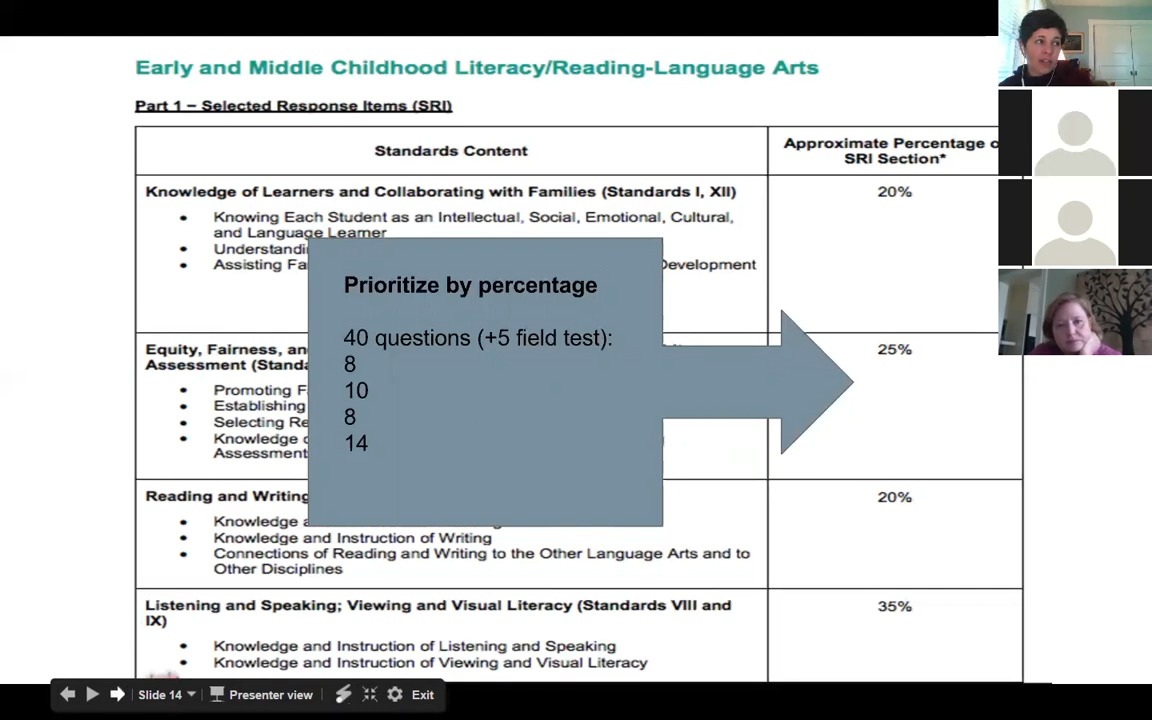 Early and Middle Childhood Literacy/Reading-Language Arts
Part 1 – Selected Response Items (SRI)
Standards Content
Approximate Percentage o
SRI Section*
Knowledge of Learners and Collaborating with Families (Standards I, XII)
20%
Knowing Each Student as an Intellectual, Social, Emotional, Cultural,
and Language Learner
Understandi
Assisting Fa
Development
Prioritize by percentage
40 questions (+5 field test):
8
10
8
14
Equity, Fairness, an
Assessment (Standa
25%
Promoting F
Establishing
Selecting Re
Knowledge o
Assessment
Reading and Writing
20%
Knowledge a
Knowledge and Instruction of Writing
Connections of Reading and Writing to the Other Language Arts and to
Other Disciplines
Listening and Speaking; Viewing and Visual Literacy (Standards VIII and
IX)
35%
Knowledge and Instruction of Listening and Speaking
Knowledge and Instruction of Viewing and Visual Literacy
Slide 14
Presenter view
Exit